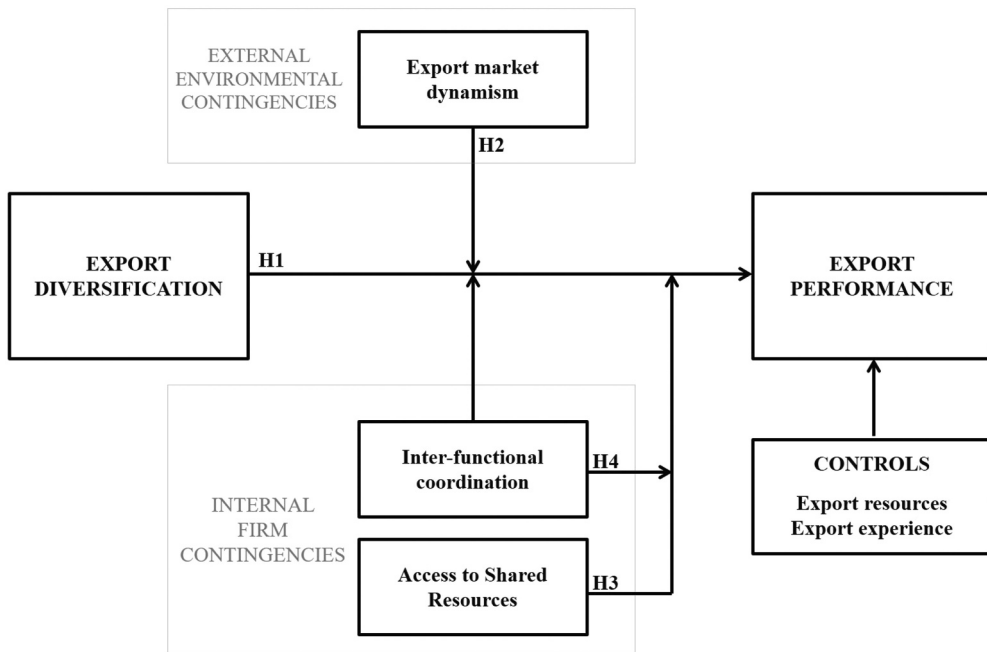 EXTERNAL
ENVIRONMENTAL
CONTINGENCIES
Export market
dynamism
H2
EXPORT
DIVERSIFICATION
H1
EXPORT
PERFORMANCE
INTERNAL
FIRM
CONTINGENCIES
Inter-functional
coordination
H4
Access to Shared
Resources
H3
CONTROLS
Export resources
Export experience